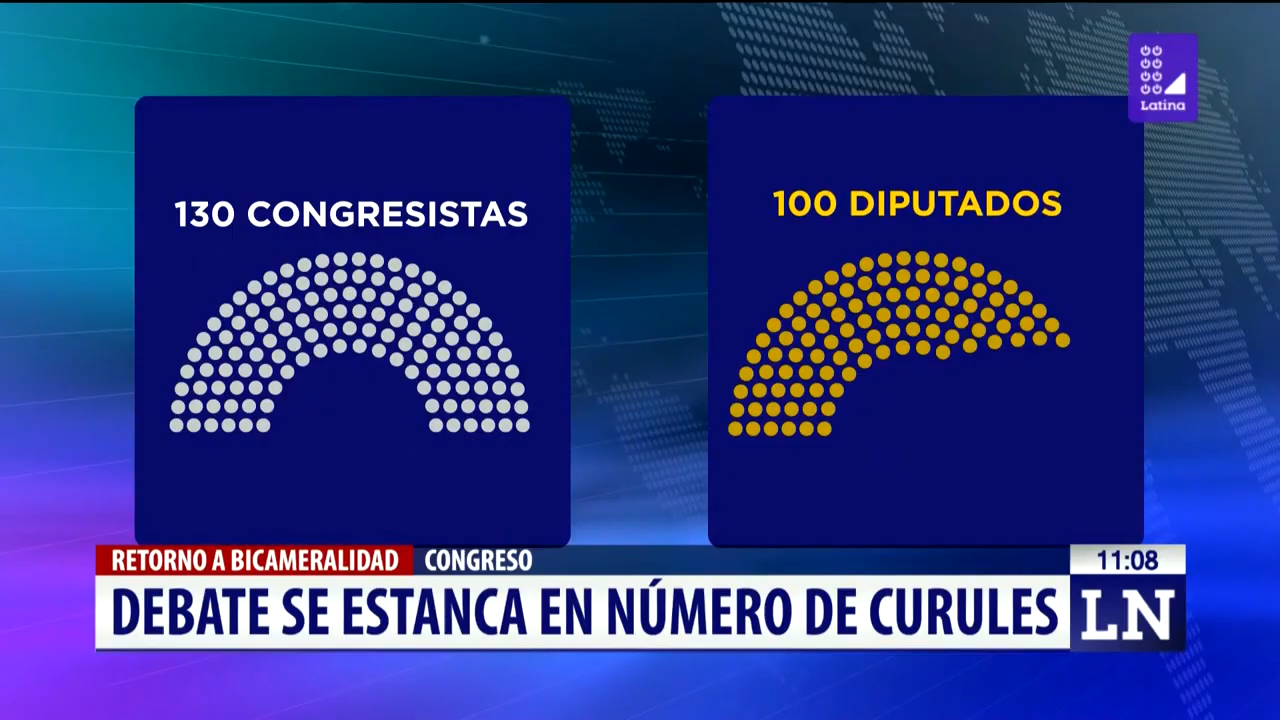 Latina
130 CONGRESISTAS
100 DIPUTADOS
RETORNO A BICAMERALIDAD CONGRESO
11:08
DEBATE SE ESTANCA EN NÚMERO DE CURULES
LN